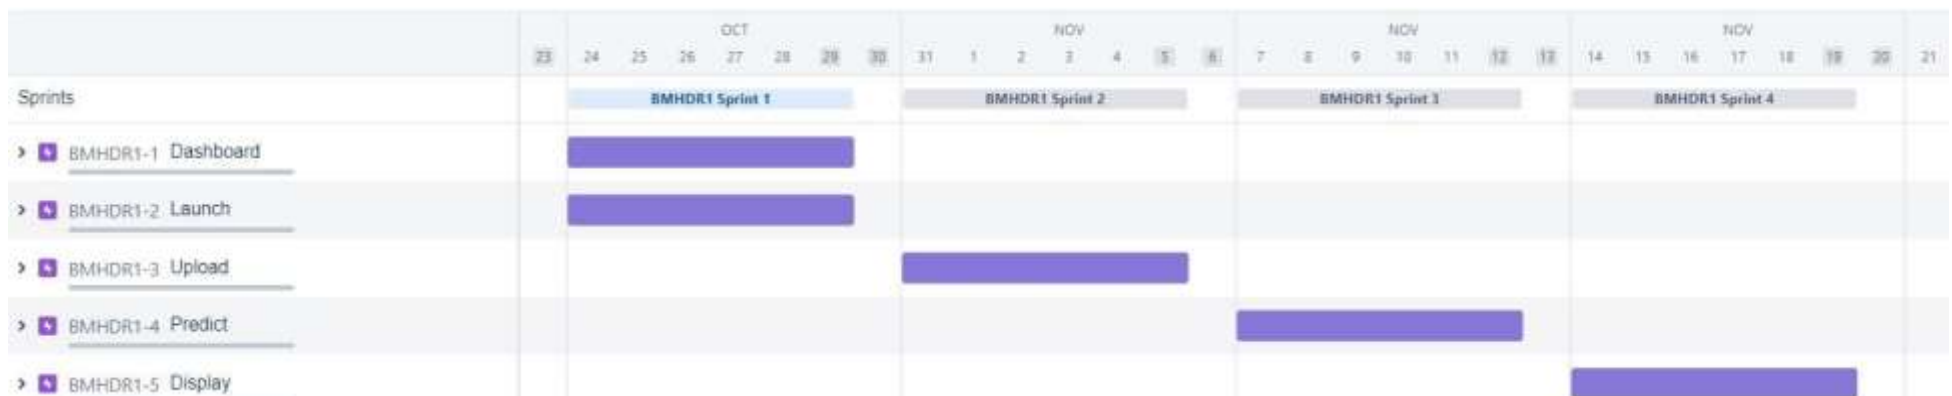 OCT NOV NOV NOV
23 24 25 26 27 28 29 30 31 1 2 3 4 5 6 7 8 9 10 11 12 13 14 15 16 17 18 19 20 21
Sprints BMHDR1 Sprint 1 BMHDR1 Sprint 2 BMHDR1 Sprint 3 BMHDR1 Sprint 4
BMHDR1-1 Dashboard
BMHDR1-2 Launch
BMHDR1-3 Upload
BMHDR1-4 Predict
BMHDR1-5 Display